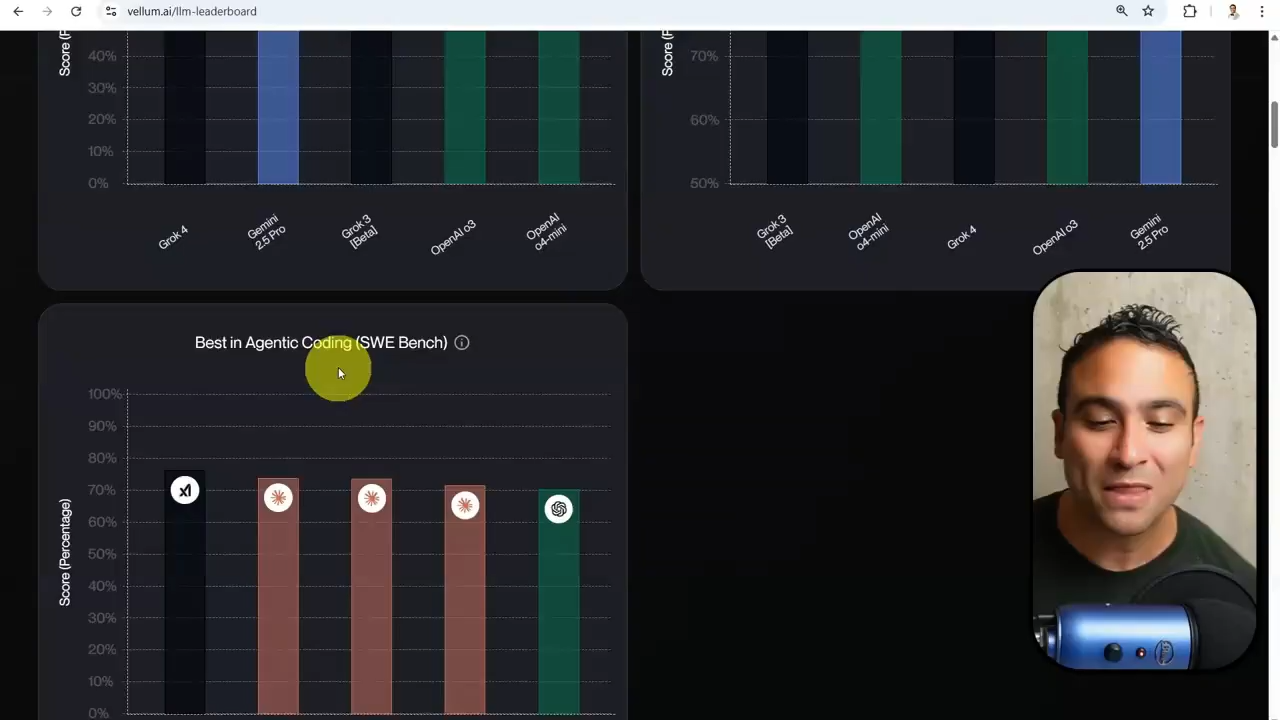 vellum.ai/llm-leaderboard
Score (P
40%
30%
20%
10%
0%
Grok 4
Gemini
2.5 Pro
Grok 3
[Beta]
OpenAI o3
OpenAI
o4-mini
Score (F
70%
60%
50%
Grok 3
[Beta]
OpenAI
o4-mini
Grok 4
OpenAI o3
Gemini
2.5 Pro
Best in Agentic Coding (SWE Bench)
Score (Percentage)
100%
90%
80%
70%
60%
50%
40%
30%
20%
10%
0%